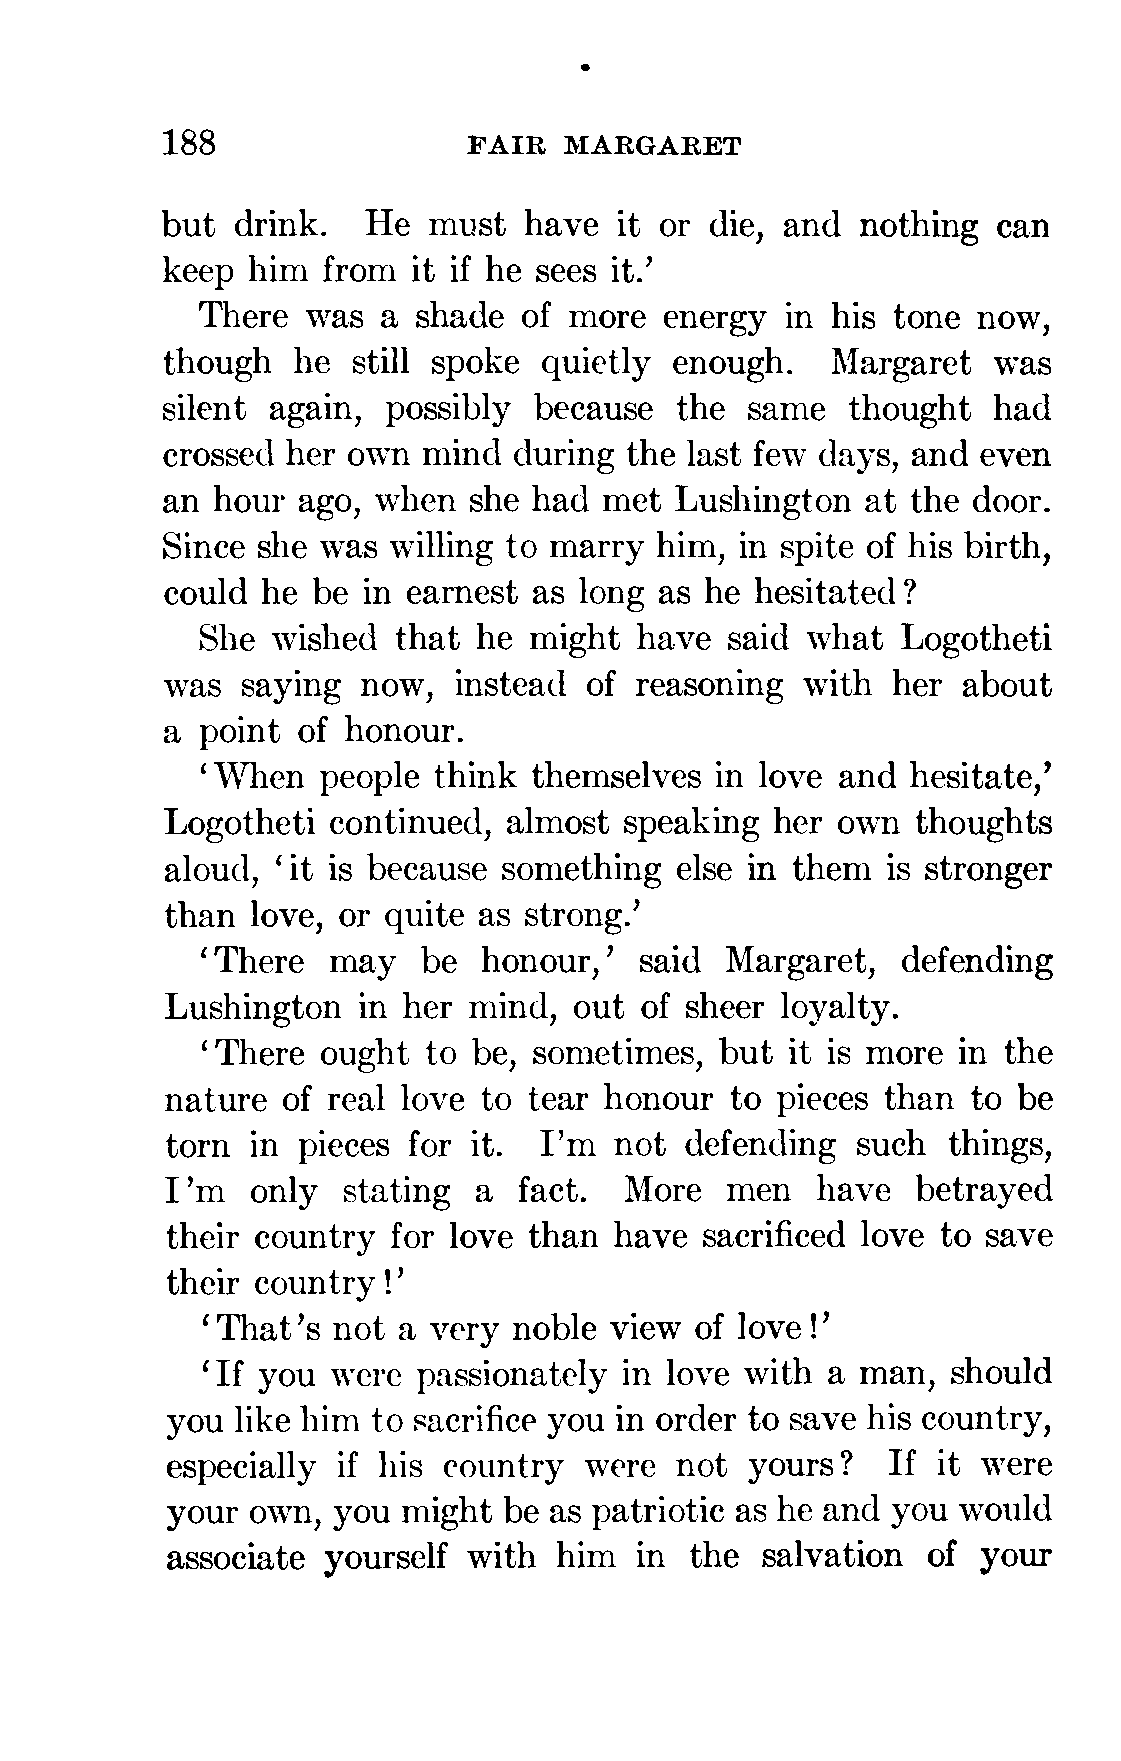 188 FAIR MARGARET
but drink. He must have it or die, and nothing can
keep him from it if he sees it.’
There was a shade of more energy in his tone now,
though he still spoke quietly enough. Margaret was
silent again, possibly because the same thought had
crossed her own mind during the last few days, and even
an hour ago, when she had met Lushington at the door.
Since she was willing to marry him, in spite of his birth,
could he be in earnest as long as he hesitated?
She wished that he might have said what Logotheti
was saying now, instead of reasoning with her about
a point of honour.
‘When people think themselves in love and hesitate,’
Logotheti continued, almost speaking her own thoughts
aloud, ‘it is because something else in them is stronger
than love, or quite as strong.’
‘There may be honour,’ said Margaret, defending
Lushington in her mind, out of sheer loyalty.
‘There ought to be, sometimes, but it is more in the
nature of real love to tear honour to pieces than to be
torn in pieces for it. I’m not defending such things,
I’m only stating a fact. More men have betrayed
their country for love than have sacrificed love to save
their country!’
‘That’s not a very noble view of love!’
‘If you were passionately in love with a man, should
you like him to sacrifice you in order to save his country,
especially if his country were not yours? If it were
your own, you might be as patriotic as he and you would
associate yourself with him in the salvation of your